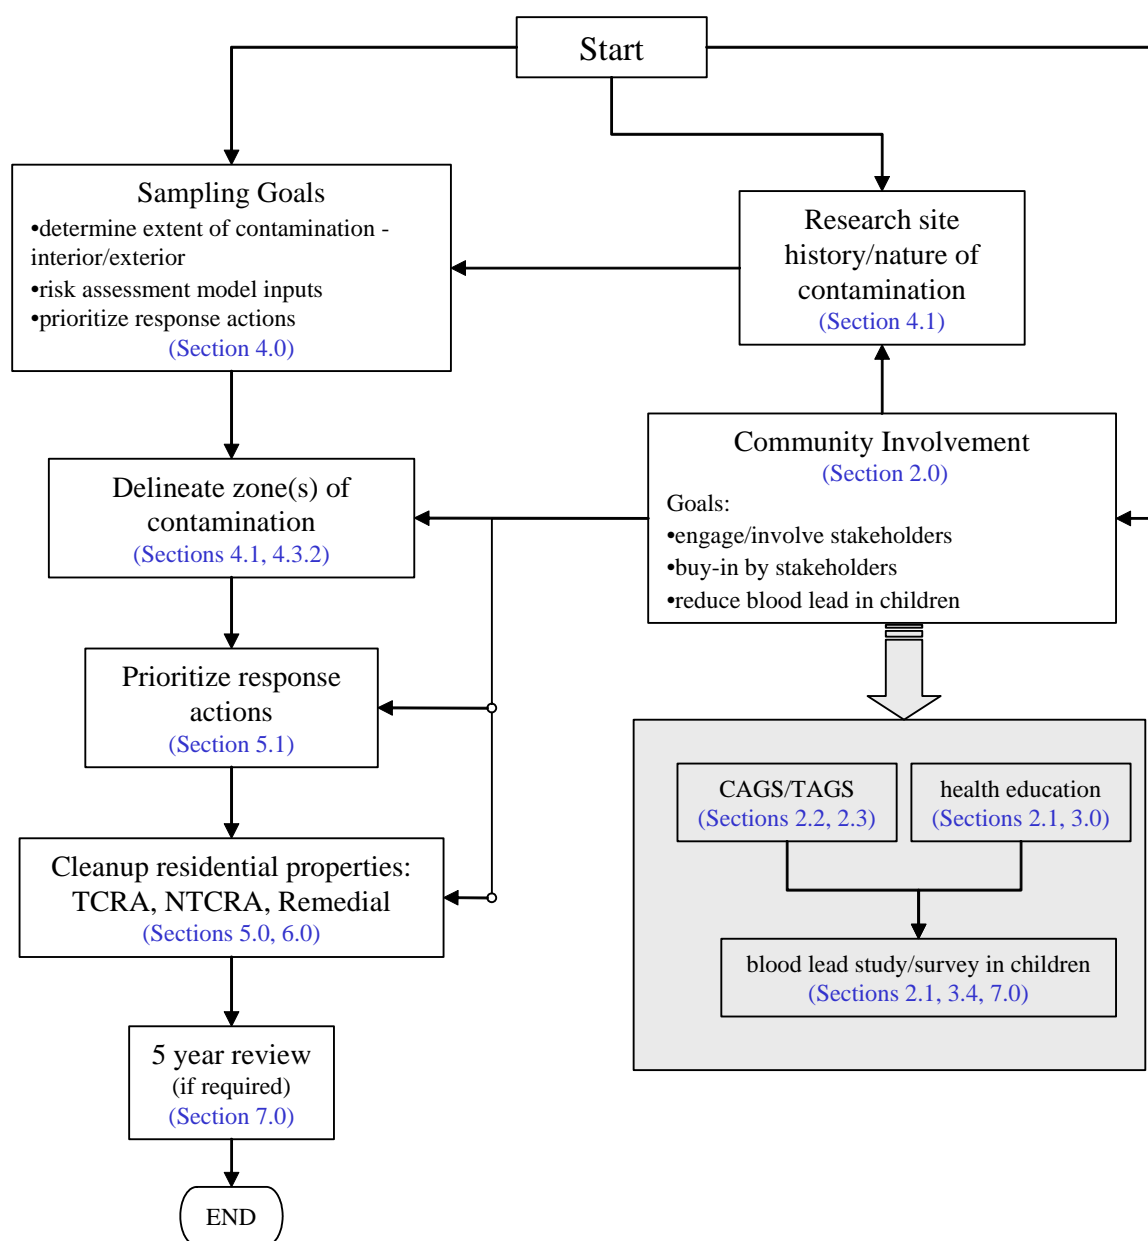 Start
Sampling Goals
•determine extent of contamination -
interior/exterior
•risk assessment model inputs
•prioritize response actions
(Section 4.0)
Research site
history/nature of
contamination
(Section 4.1)
Community Involvement
(Section 2.0)
Goals:
•engage/involve stakeholders
•buy-in by stakeholders
•reduce blood lead in children
Delineate zone(s) of
contamination
(Sections 4.1, 4.3.2)
Prioritize response
actions
(Section 5.1)
CAGS/TAGS
(Sections 2.2, 2.3)
health education
(Sections 2.1, 3.0)
Cleanup residential properties:
TCRA, NTCRA, Remedial
(Sections 5.0, 6.0)
blood lead study/survey in children
(Sections 2.1, 3.4, 7.0)
5 year review
(if required)
(Section 7.0)
END